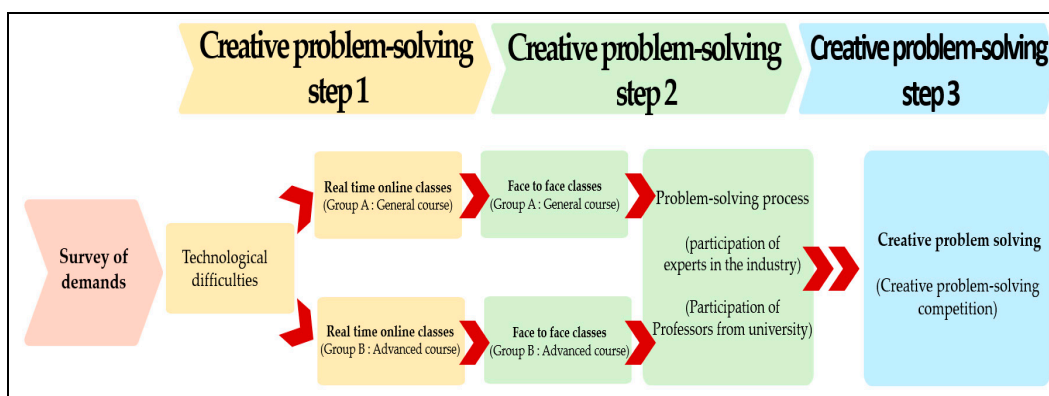 Creative problem-solving
step 1
Creative problem-solving
step 2
Creative problem-solving
step 3
Survey of
demands
Technological
difficulties
Real time online classes
(Group A : General course)
Face to face classes
(Group A : General course)
Real time online classes
(Group B : Advanced course)
Face to face classes
(Group B : Advanced course)
Problem-solving process
(participation of
experts in the industry)
(Participation of
Professors from university)
Creative problem solving
(Creative problem-solving
competition)